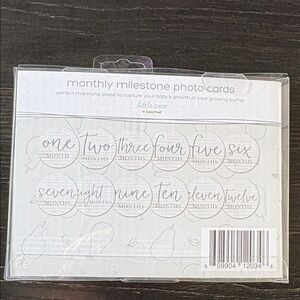 monthly milestone photo cards
perfect milestone props to capture your baby's growth or your growing bump!
little pear
one two three four five six
MONTH MONTHS MONTHS MONTHS MONTHS MONTHS
seven eight nine ten eleven twelve
MONTHS MONTHS MONTHS MONTHS MONTHS MONTHS
98904 12034